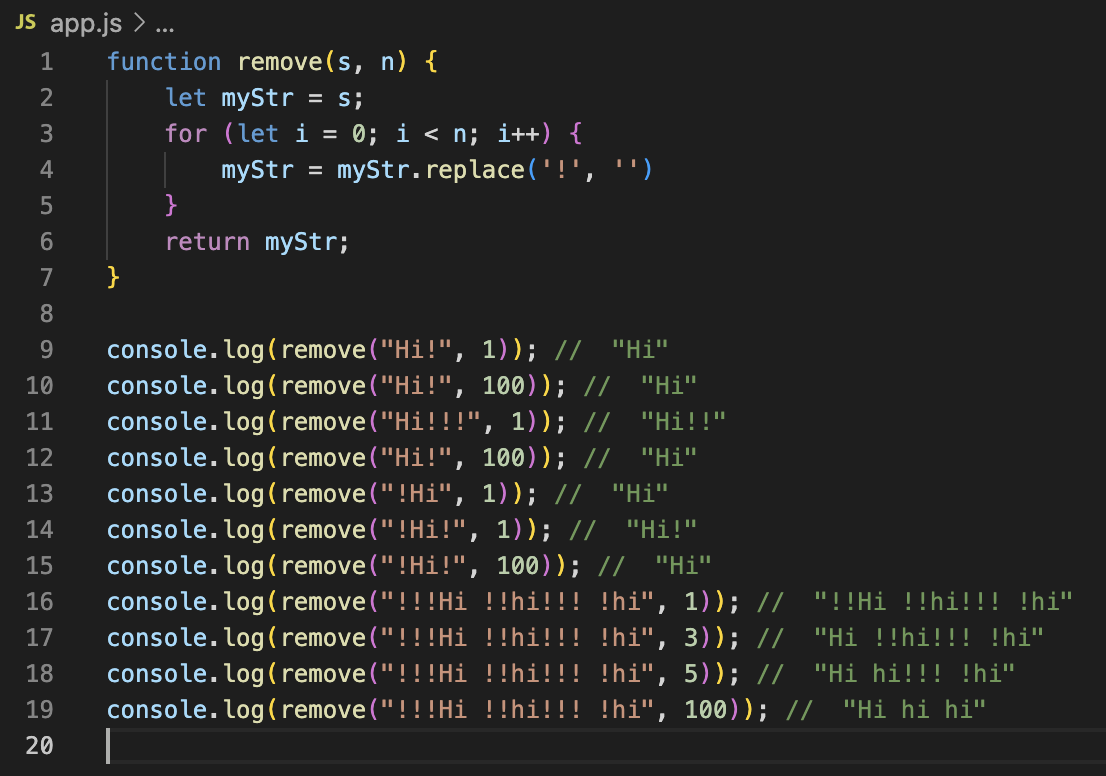 JS app.js > ...
1 function remove(s, n) {
2     let myStr = s;
3     for (let i = 0; i < n; i++) {
4         myStr = myStr.replace('!', '')
5     }
6     return myStr;
7 }
8
9 console.log(remove("Hi!", 1)); //  "Hi"
10 console.log(remove("Hi!", 100)); //  "Hi"
11 console.log(remove("Hi!!!", 1)); //  "Hi!!"
12 console.log(remove("Hi!", 100)); //  "Hi"
13 console.log(remove("!Hi", 1)); //  "Hi"
14 console.log(remove("!Hi!", 1)); //  "Hi!"
15 console.log(remove("!Hi!", 100)); //  "Hi"
16 console.log(remove("!!!Hi !!hi!!! !hi", 1)); //  "!!Hi !!hi!!! !hi"
17 console.log(remove("!!!Hi !!hi!!! !hi", 3)); //  "Hi !!hi!!! !hi"
18 console.log(remove("!!!Hi !!hi!!! !hi", 5)); //  "Hi hi!!! !hi"
19 console.log(remove("!!!Hi !!hi!!! !hi", 100)); //  "Hi hi hi"
20